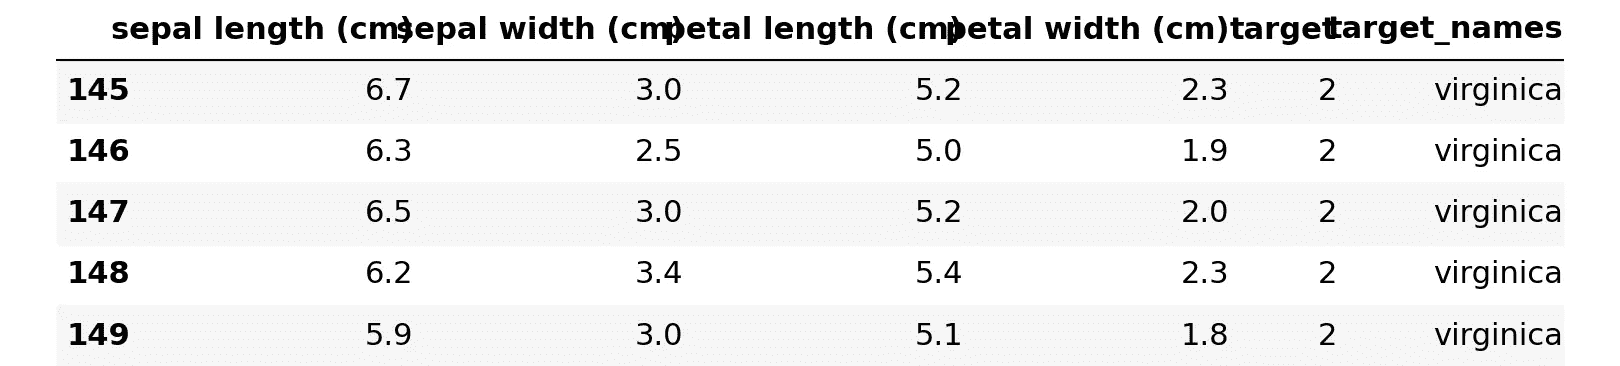 sepal length (cm) sepal width (cm) petal length (cm) petal width (cm) target target_names
145 6.7 3.0 5.2 2.3 2 virginica
146 6.3 2.5 5.0 1.9 2 virginica
147 6.5 3.0 5.2 2.0 2 virginica
148 6.2 3.4 5.4 2.3 2 virginica
149 5.9 3.0 5.1 1.8 2 virginica